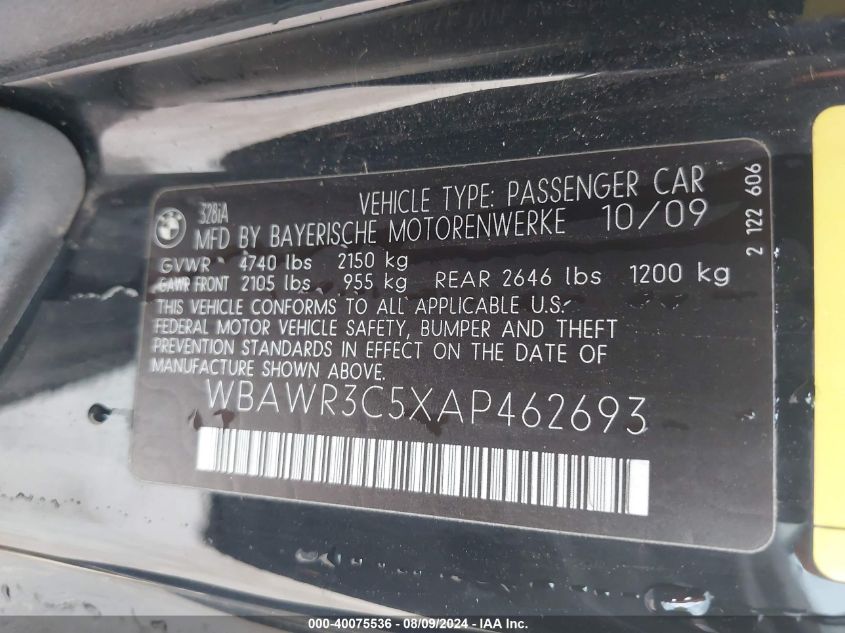 328iA VEHICLE TYPE: PASSENGER CAR
MFD BY BAYERISCHE MOTORENWERKE 10/09
GVWR 4740 lbs 2150 kg
GAWR FRONT 2105 lbs 955 kg REAR 2646 lbs 1200 kg
THIS VEHICLE CONFORMS TO ALL APPLICABLE U.S.
FEDERAL MOTOR VEHICLE SAFETY, BUMPER AND THEFT
PREVENTION STANDARDS IN EFFECT ON THE DATE OF
MANUFACTURE SHOWN ABOVE.
WBAWR3C5XAP462693
2 122 606
000-40075536 - 08/09/2024 - IAA Inc.